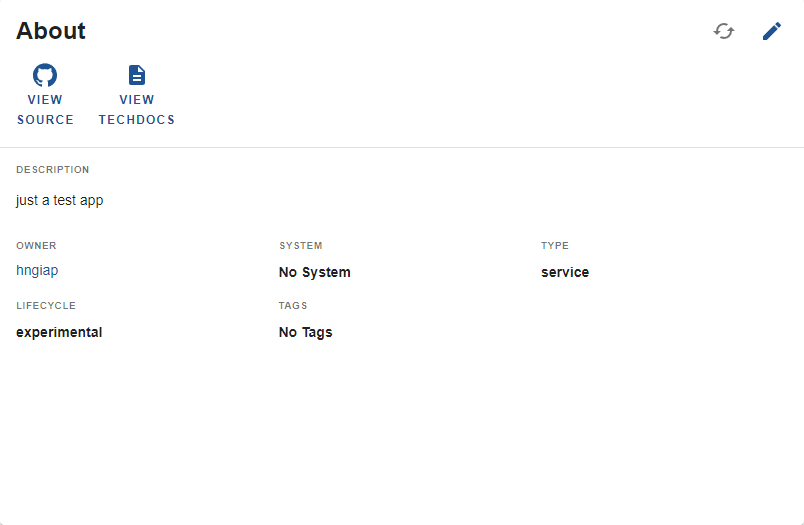 About
VIEW SOURCE
VIEW TECHDOCS
DESCRIPTION
just a test app
OWNER
hngiap
SYSTEM
No System
TYPE
service
LIFECYCLE
experimental
TAGS
No Tags